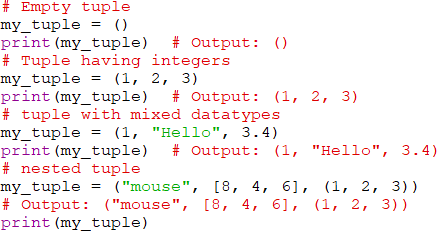 # Empty tuple
my_tuple = ()
print(my_tuple)  # Output: ()
# Tuple having integers
my_tuple = (1, 2, 3)
print(my_tuple)  # Output: (1, 2, 3)
# tuple with mixed datatypes
my_tuple = (1, "Hello", 3.4)
print(my_tuple)  # Output: (1, "Hello", 3.4)
# nested tuple
my_tuple = ("mouse", [8, 4, 6], (1, 2, 3))
# Output: ("mouse", [8, 4, 6], (1, 2, 3))
print(my_tuple)